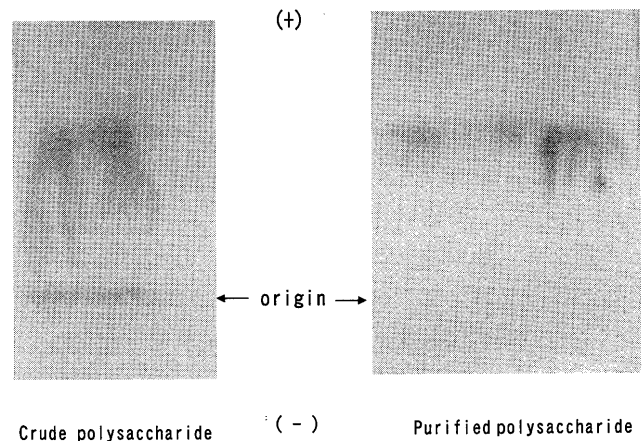 (+)
← origin →
(-)
Crude polysaccharide
Purified polysaccharide